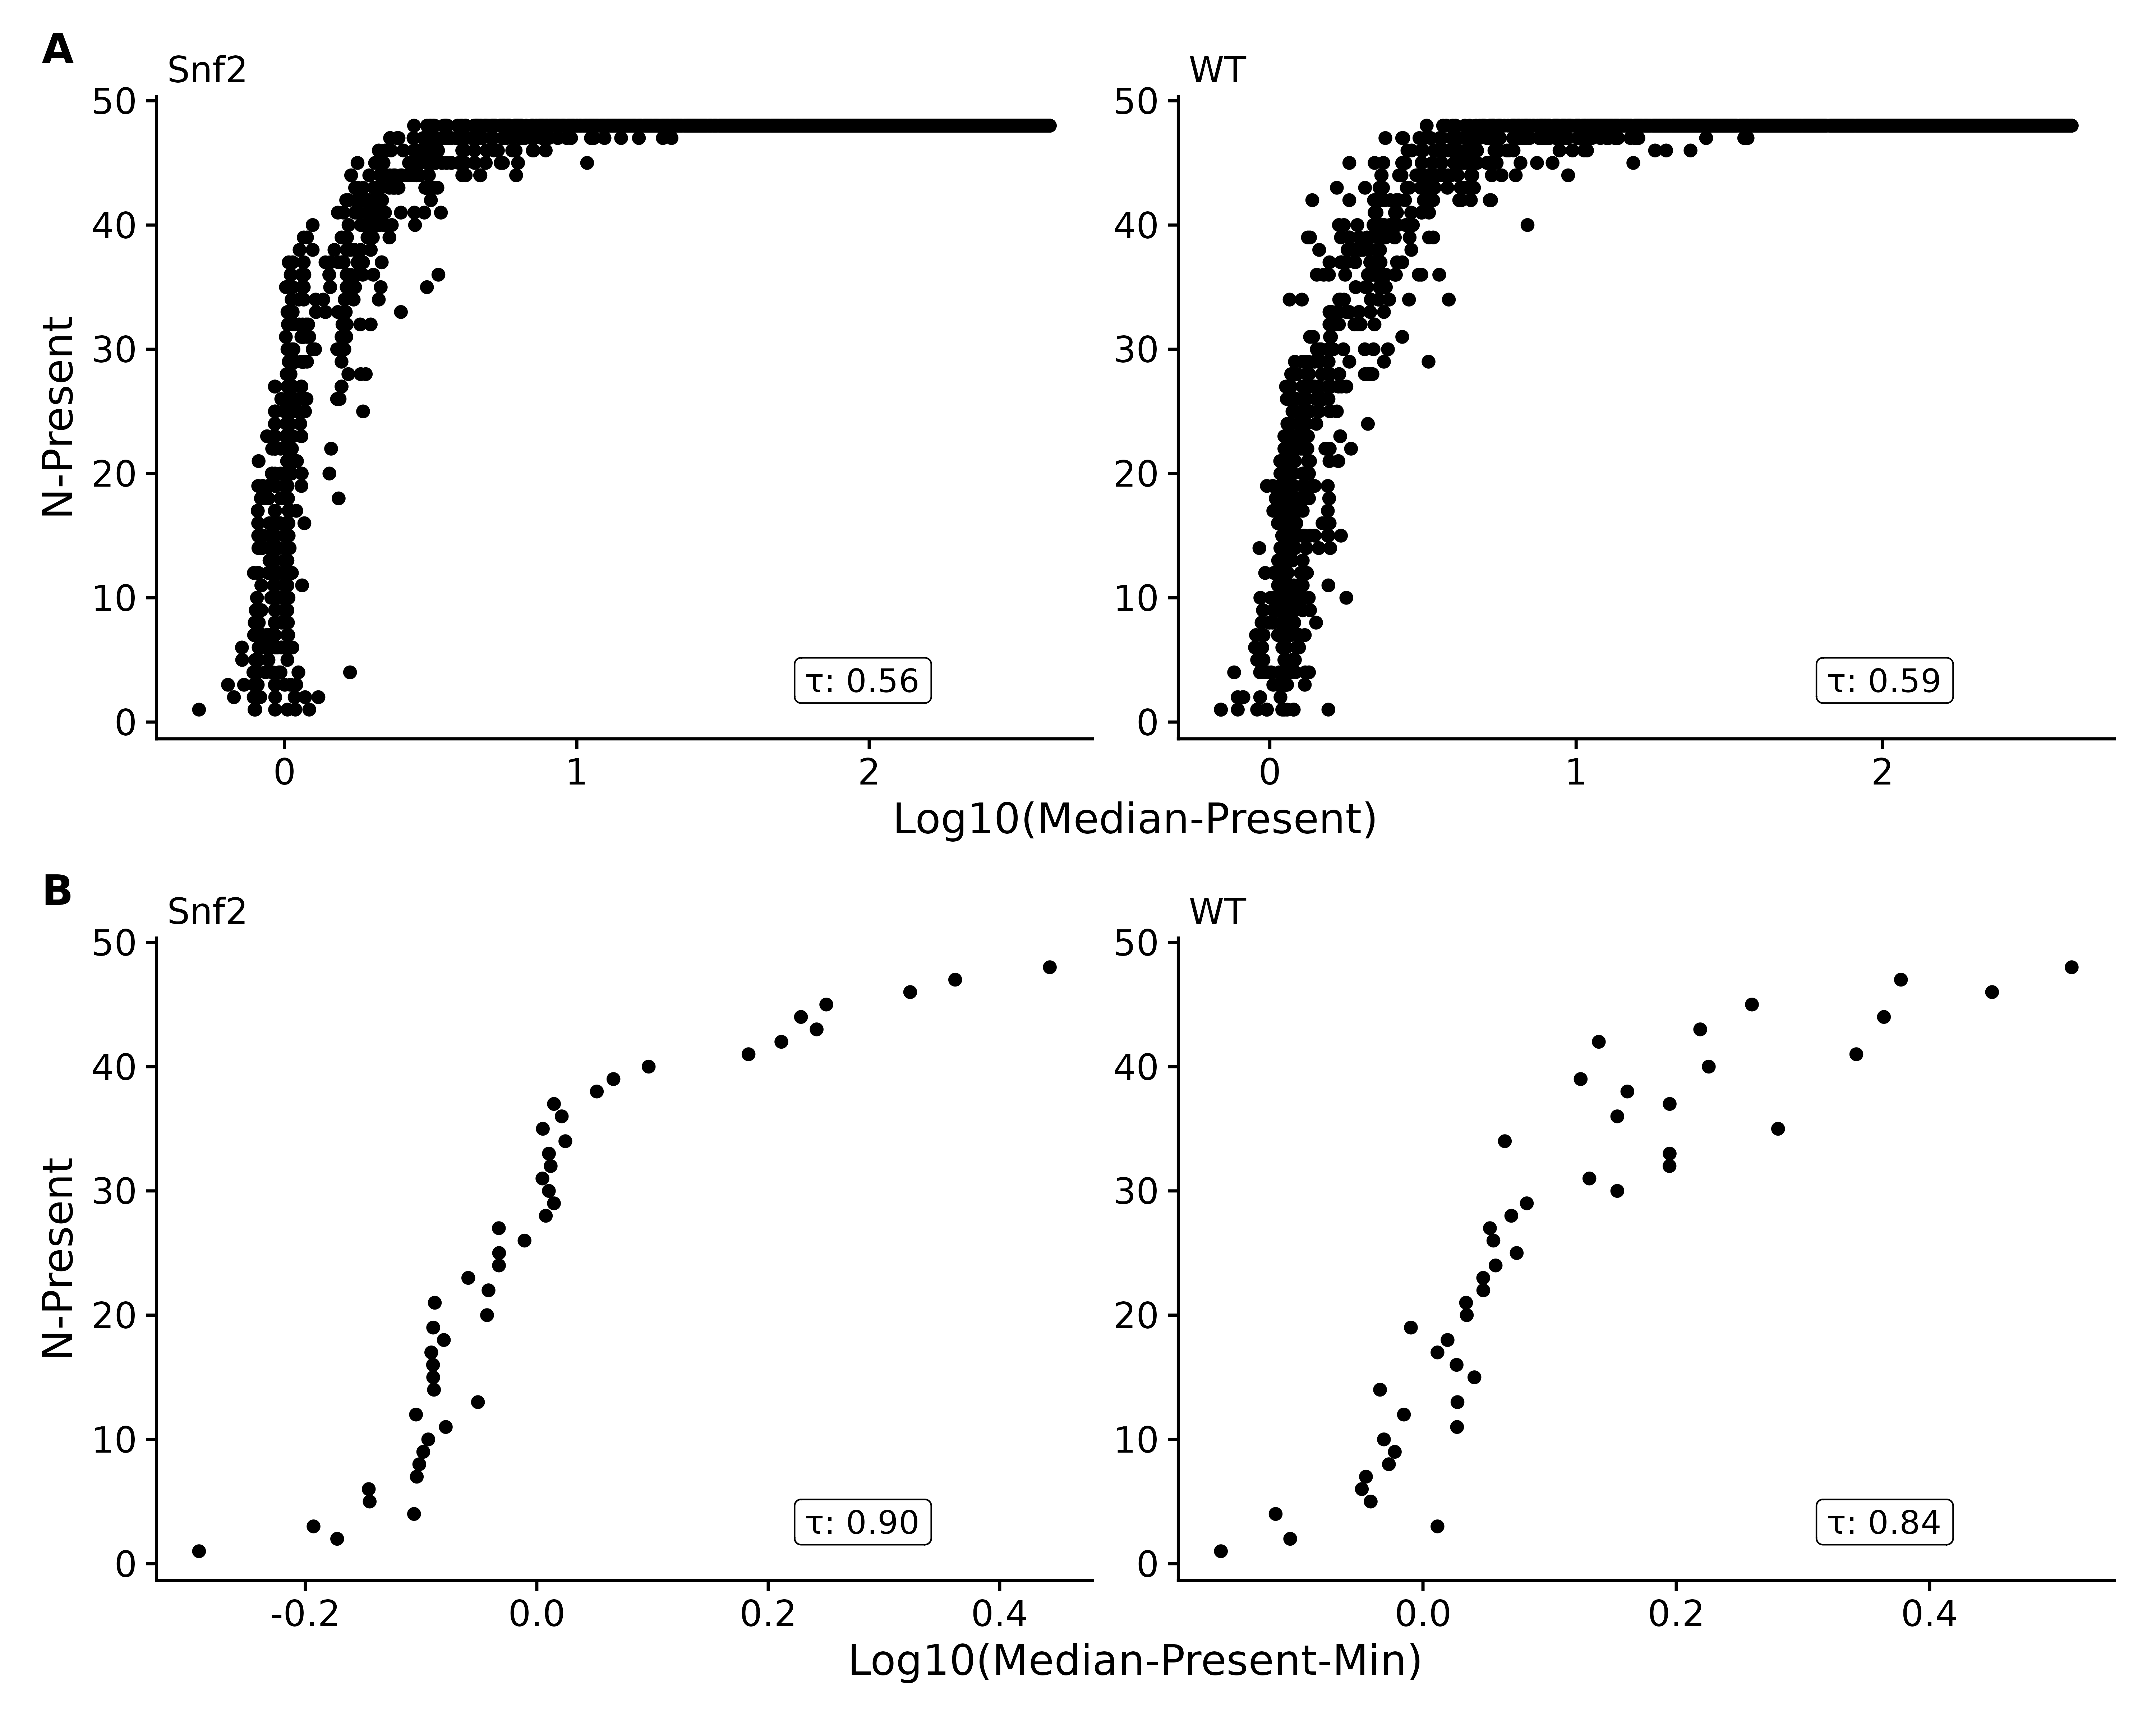 A
Snf2
WT
50
40
30
20
10
0
N-Present
τ: 0.56
0
1
2
50
40
30
20
10
0
τ: 0.59
0
1
2
Log10(Median-Present)
B
Snf2
WT
50
40
30
20
10
0
N-Present
τ: 0.90
-0.2
0.0
0.2
0.4
50
40
30
20
10
0
τ: 0.84
0.0
0.2
0.4
Log10(Median-Present-Min)